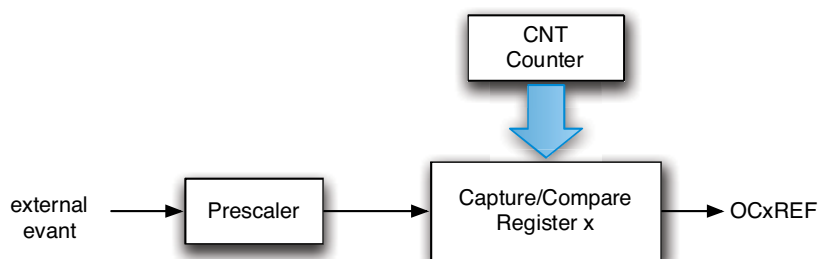 CNT
Counter
external
evant
Prescaler
Capture/Compare
Register x
OCxREF